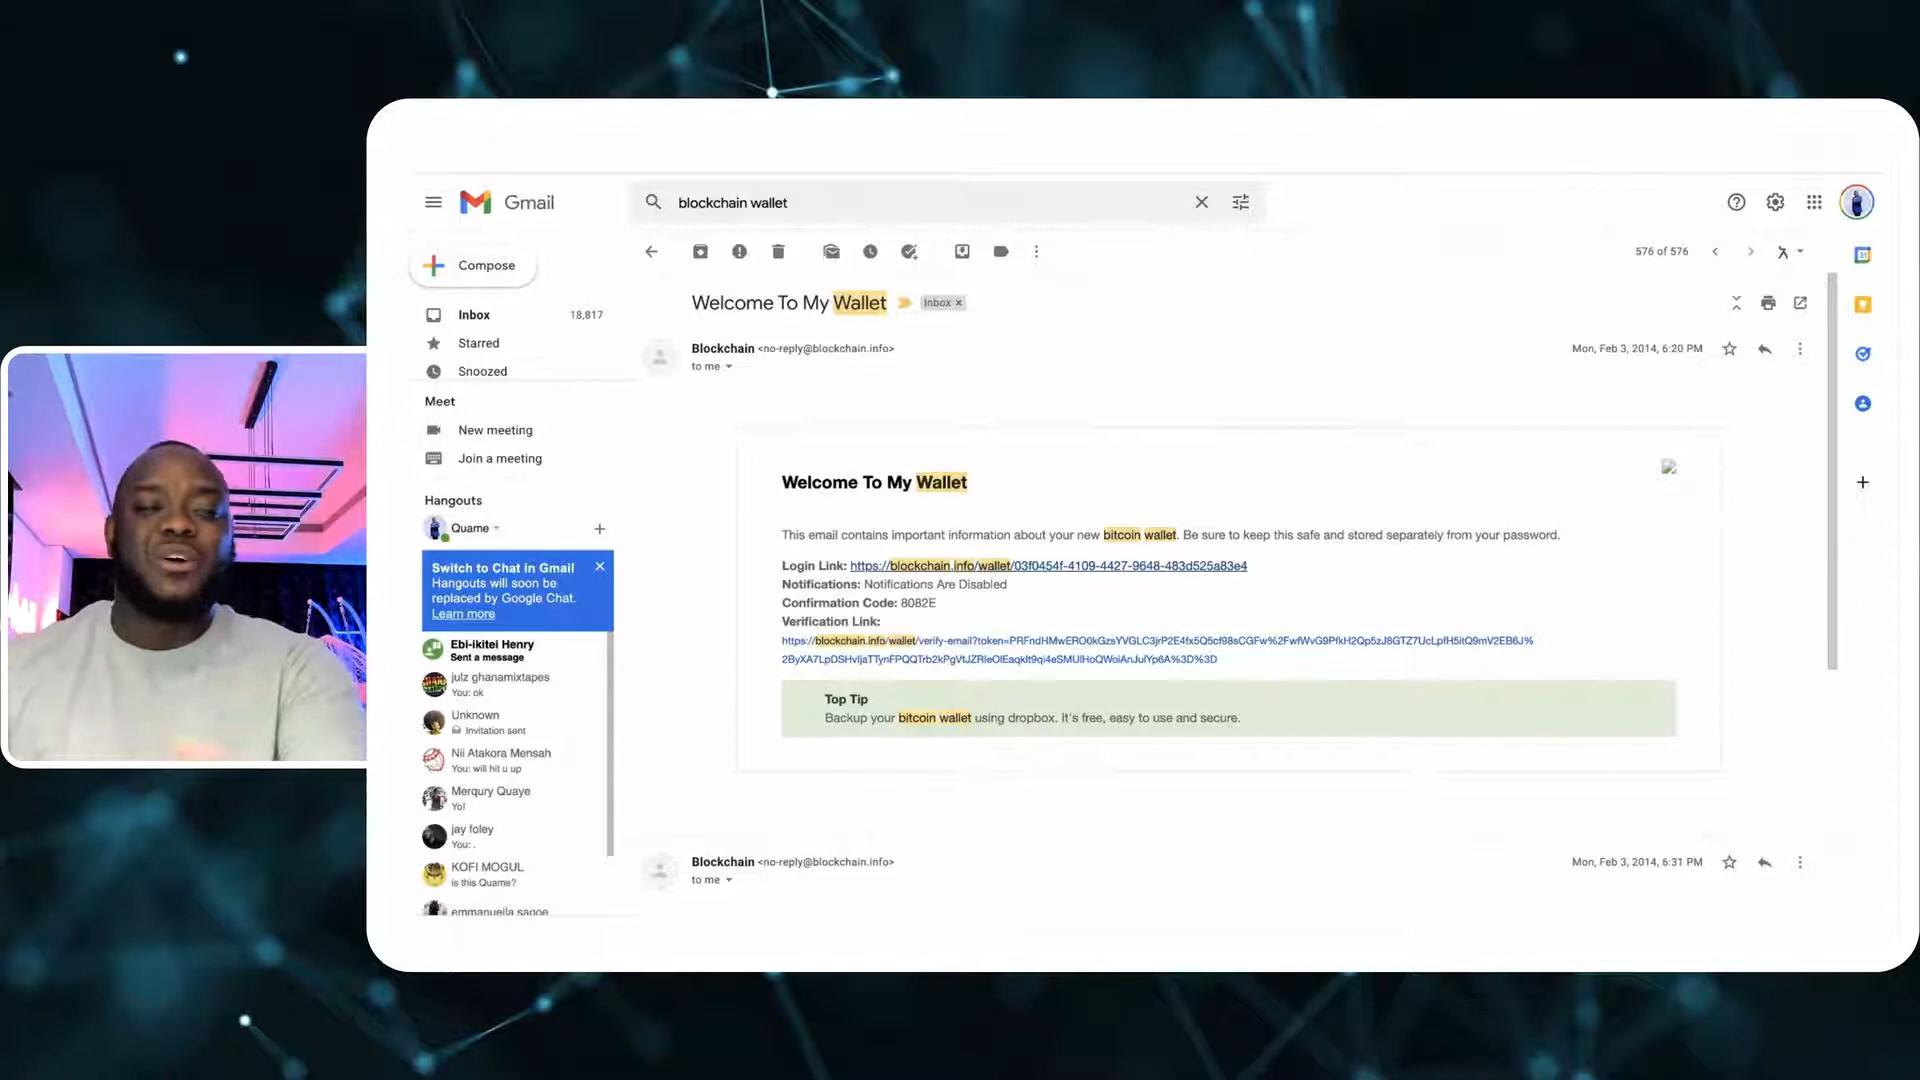 Gmail
blockchain wallet
Compose
576 of 576
Inbox 18,817
Starred
Snoozed
Meet
New meeting
Join a meeting
Hangouts
Quame
Switch to Chat in Gmail
Hangouts will soon be
replaced by Google Chat.
Learn more
Ebi-ikitei Henry
Sent a message
julz ghanamixtapes
You: ok
Unknown
Invitation sent
Nii Atakora Mensah
You: will hit u up
Merqury Quaye
Yo!
jay foley
You: .
KOFI MOGUL
is this Quame?
emmanuella sagoe
Welcome To My Wallet Inbox
Blockchain <no-reply@blockchain.info> Mon, Feb 3, 2014, 6:20 PM
to me
Welcome To My Wallet
This email contains important information about your new bitcoin wallet. Be sure to keep this safe and stored separately from your password.
Login Link: https://blockchain.info/wallet/03f0454f-4109-4427-9648-483d525a83e4
Notifications: Notifications Are Disabled
Confirmation Code: 8082E
Verification Link:
Top Tip
Backup your bitcoin wallet using dropbox. It's free, easy to use and secure.
Blockchain <no-reply@blockchain.info> Mon, Feb 3, 2014, 6:31 PM
to me